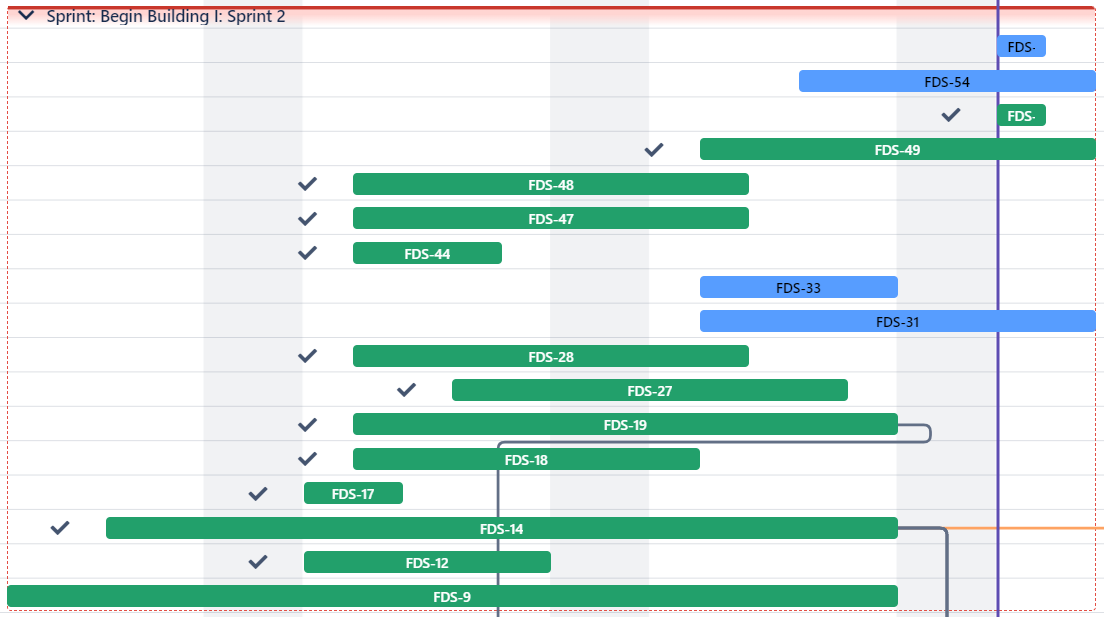 Sprint: Begin Building I: Sprint 2
FDS-
FDS-54
FDS-
FDS-49
FDS-48
FDS-47
FDS-44
FDS-33
FDS-31
FDS-28
FDS-27
FDS-19
FDS-18
FDS-17
FDS-14
FDS-12
FDS-9